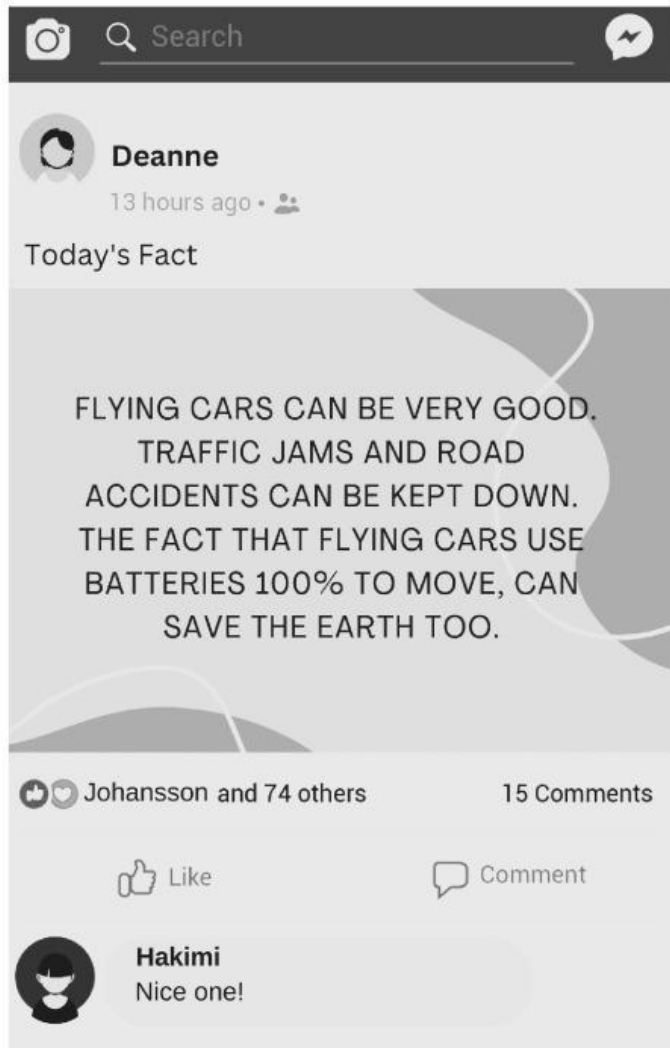 Search
Deanne
13 hours ago •
Today's Fact
FLYING CARS CAN BE VERY GOOD.
TRAFFIC JAMS AND ROAD
ACCIDENTS CAN BE KEPT DOWN.
THE FACT THAT FLYING CARS USE
BATTERIES 100% TO MOVE, CAN
SAVE THE EARTH TOO.
Johansson and 74 others 15 Comments
Like Comment
Hakimi
Nice one!